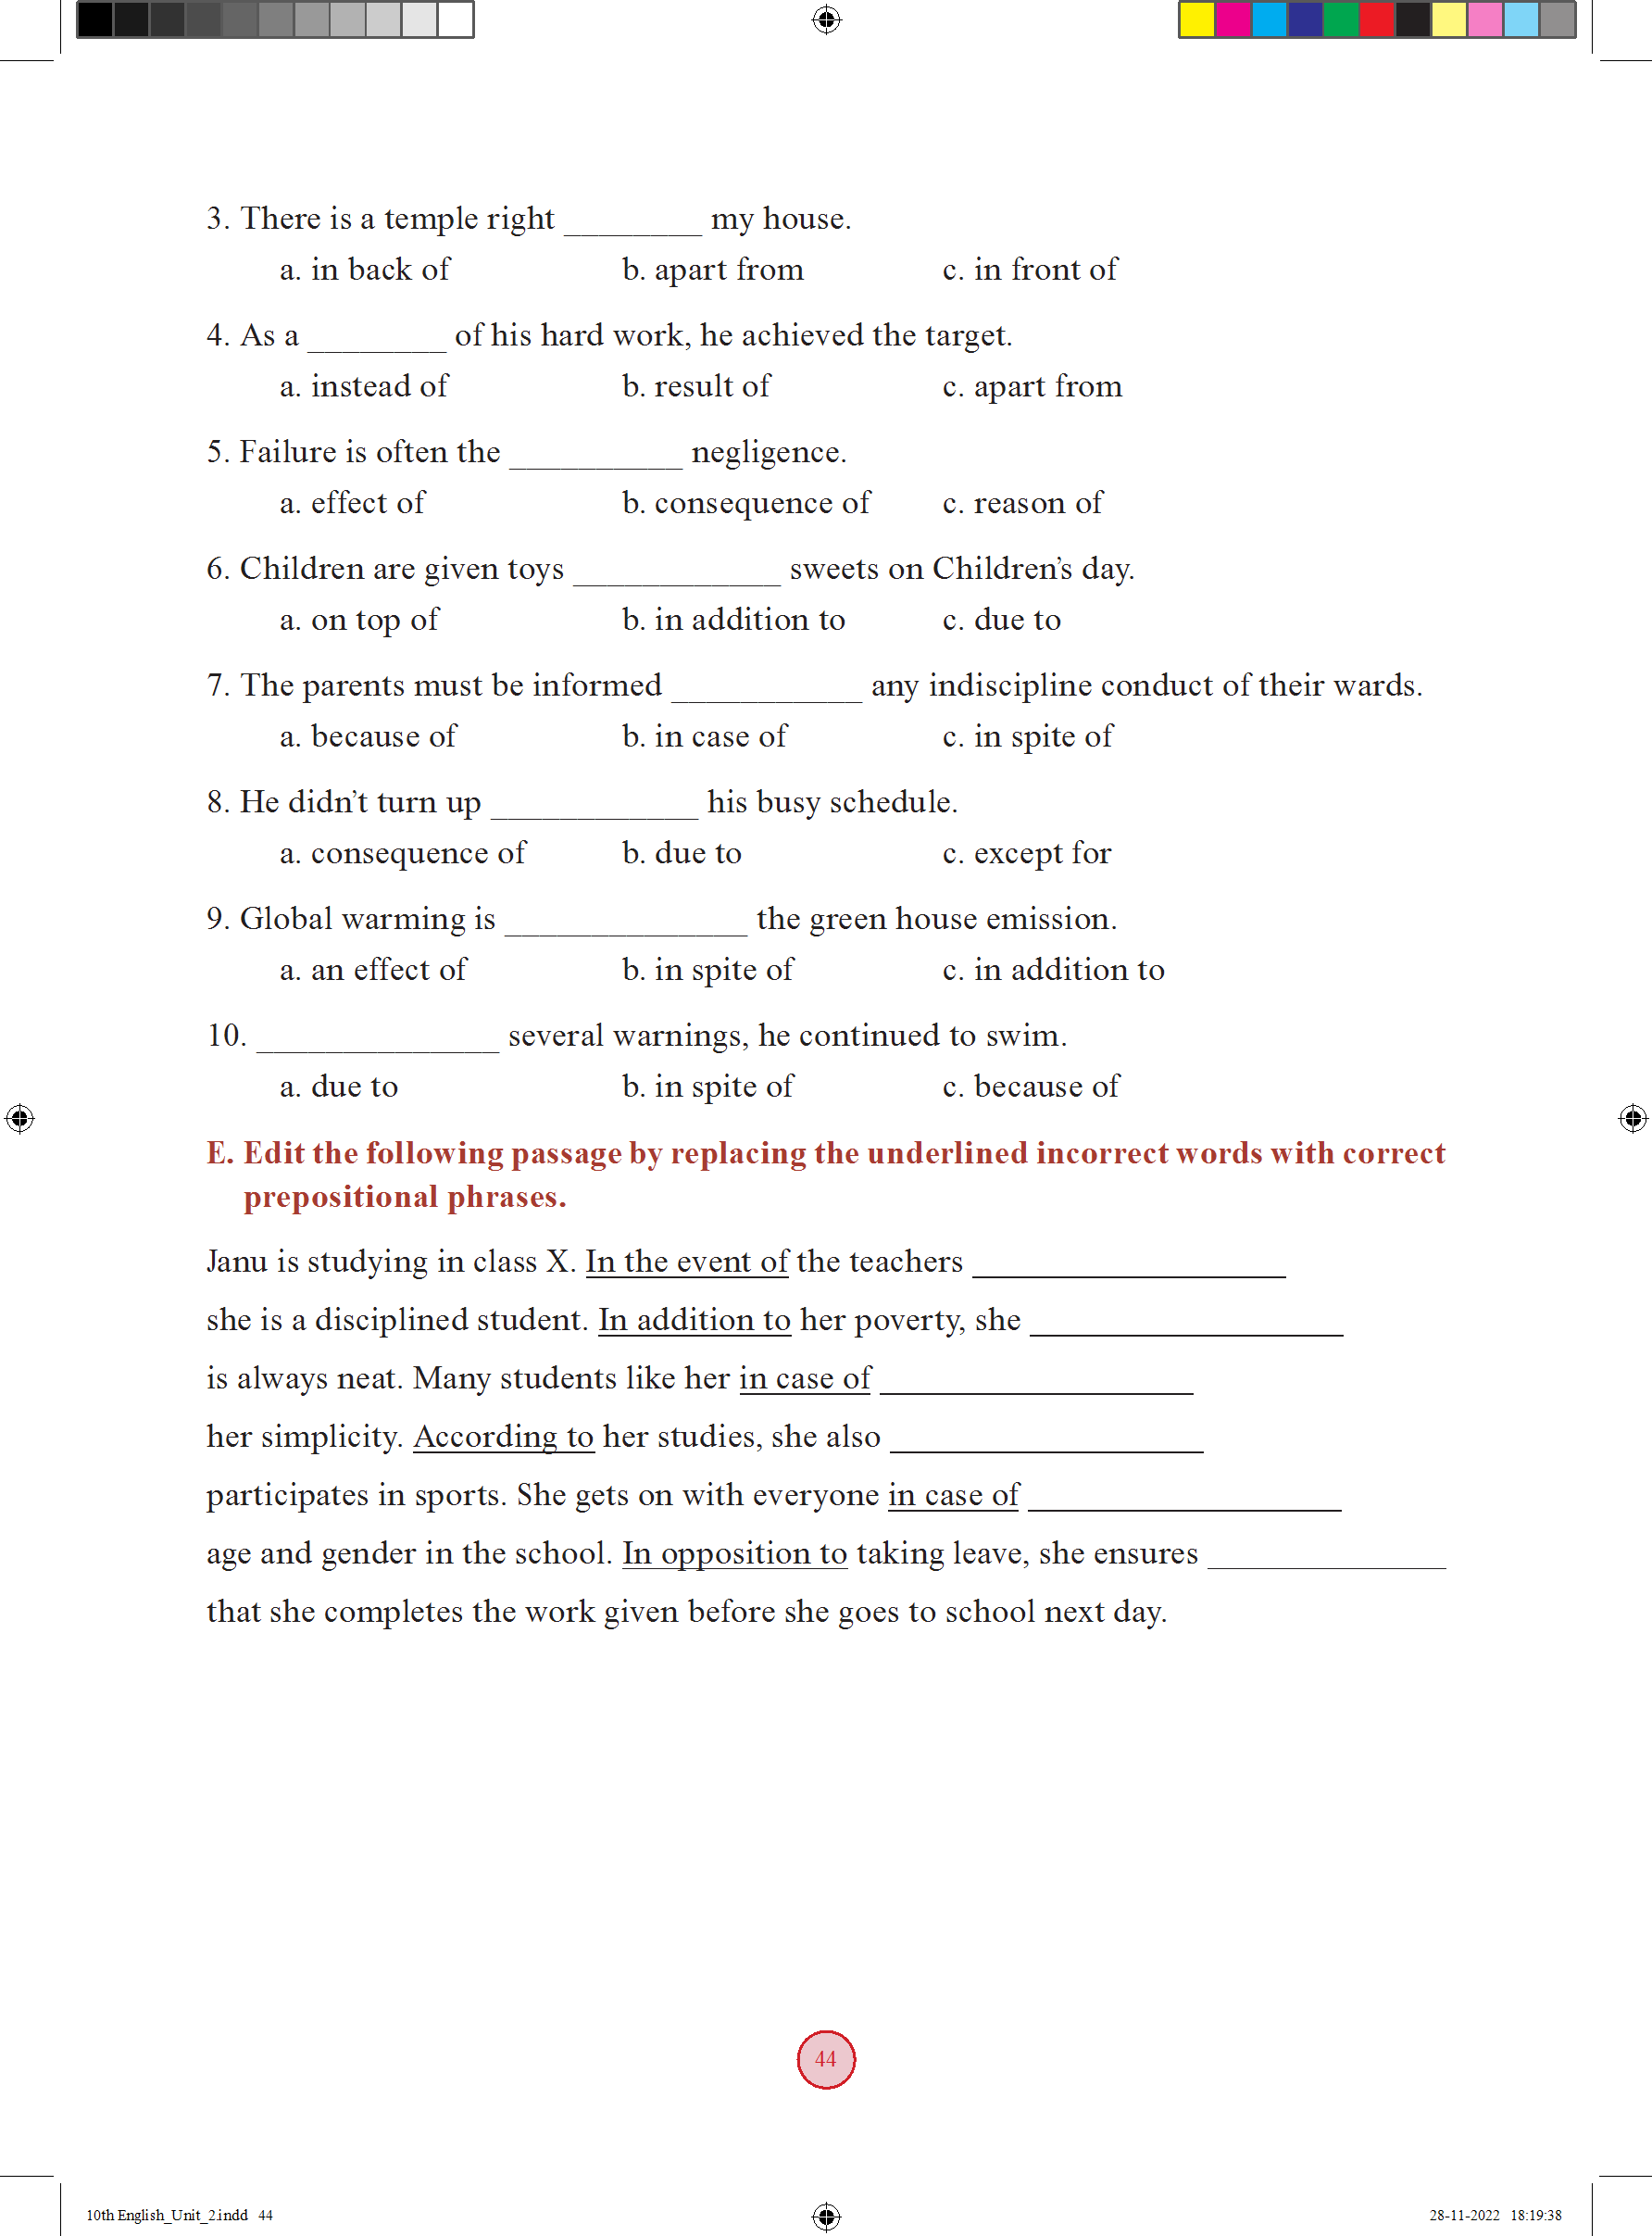 3. There is a temple right ________ my house.
a. in back of b. apart from c. in front of
4. As a ________ of his hard work, he achieved the target.
a. instead of b. result of c. apart from
5. Failure is often the __________ negligence.
a. effect of b. consequence of c. reason of
6. Children are given toys ____________ sweets on Children’s day.
a. on top of b. in addition to c. due to
7. The parents must be informed ___________ any indiscipline conduct of their wards.
a. because of b. in case of c. in spite of
8. He didn’t turn up ____________ his busy schedule.
a. consequence of b. due to c. except for
9. Global warming is ______________ the green house emission.
a. an effect of b. in spite of c. in addition to
10. ______________ several warnings, he continued to swim.
a. due to b. in spite of c. because of
E. Edit the following passage by replacing the underlined incorrect words with correct
prepositional phrases.
Janu is studying in class X. In the event of the teachers __________________
she is a disciplined student. In addition to her poverty, she __________________
is always neat. Many students like her in case of __________________
her simplicity. According to her studies, she also __________________
participates in sports. She gets on with everyone in case of __________________
age and gender in the school. In opposition to taking leave, she ensures ______________
that she completes the work given before she goes to school next day.
44
10th English_Unit_2.indd 44 28-11-2022 18:19:38